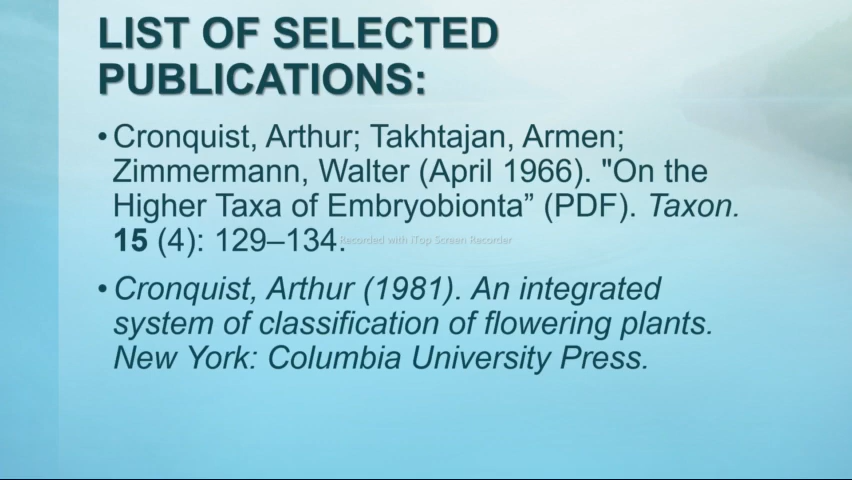 LIST OF SELECTED
PUBLICATIONS:
• Cronquist, Arthur; Takhtajan, Armen;
Zimmermann, Walter (April 1966). "On the
Higher Taxa of Embryobionta” (PDF). Taxon.
15 (4): 129–134.
Recorded with iTop Screen Recorder
• Cronquist, Arthur (1981). An integrated
system of classification of flowering plants.
New York: Columbia University Press.